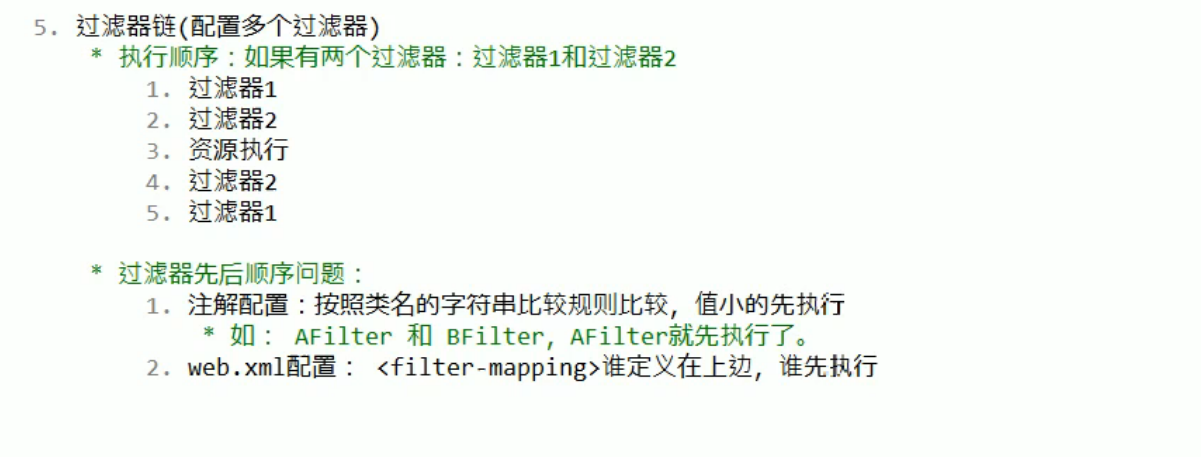 5. 过滤器链(配置多个过滤器)
* 执行顺序：如果有两个过滤器：过滤器1和过滤器2
1. 过滤器1
2. 过滤器2
3. 资源执行
4. 过滤器2
5. 过滤器1
* 过滤器先后顺序问题：
1. 注解配置：按照类名的字符串比较规则比较，值小的先执行
* 如： AFilter 和 BFilter，AFilter就先执行了。
2. web.xml配置： <filter-mapping>谁定义在上边，谁先执行